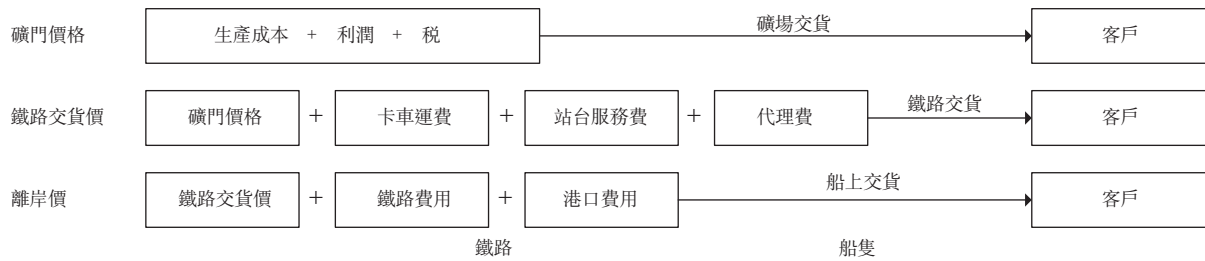 礦場交貨
礦門價格 生產成本 + 利潤 + 税 客戶
鐵路交貨
鐵路交貨價 礦門價格 + 卡車運費 + 站台服務費 + 代理費 客戶
船上交貨
離岸價 鐵路交貨價 + 鐵路費用 + 港口費用 客戶
鐵路 船隻